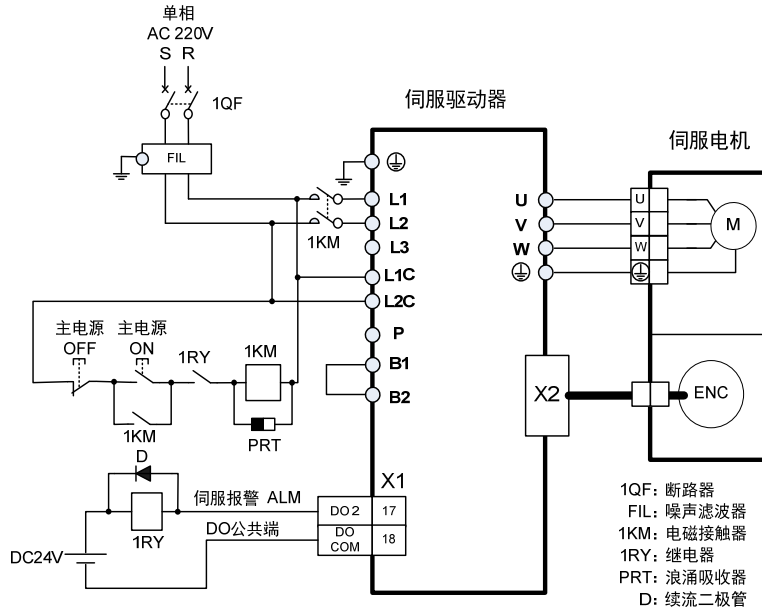 单相
AC 220V
S R
1QF
FIL
伺服驱动器
伺服电机
L1
L2
L3
L1C
L2C
P
B1
B2
1KM
U
V
W
U
V
W
M
主电源
OFF
主电源
ON
1RY
1KM
1KM
PRT
X2
ENC
D
1RY
DC24V
伺服报警 ALM
DO公共端
X1
DO 2
17
DO
COM
18
1QF：断路器
FIL：噪声滤波器
1KM：电磁接触器
1RY：继电器
PRT：浪涌吸收器
D：续流二极管